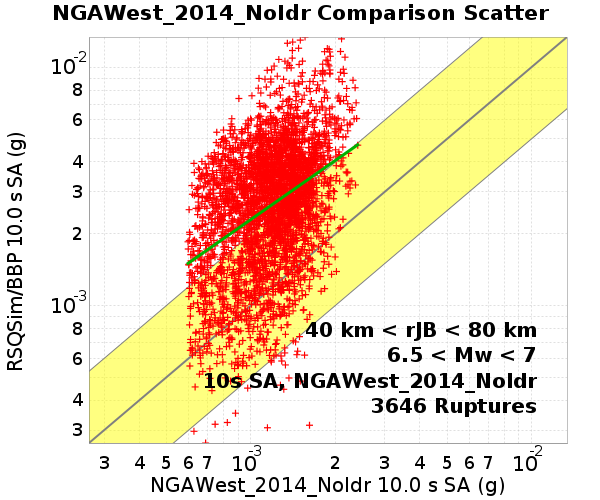 NGAWest_2014_NoIdr Comparison Scatter
RSQSim/BBP 10.0 s SA (g)
10-2
8
6
4
3
2
10-3
8
6
4
3
40 km < rJB < 80 km
6.5 < Mw < 7
10s SA, NGAWest_2014_NoIdr
3646 Ruptures
3 4 5 6 7 10-3 2 3 4 5 6 7 10-2
NGAWest_2014_NoIdr 10.0 s SA (g)